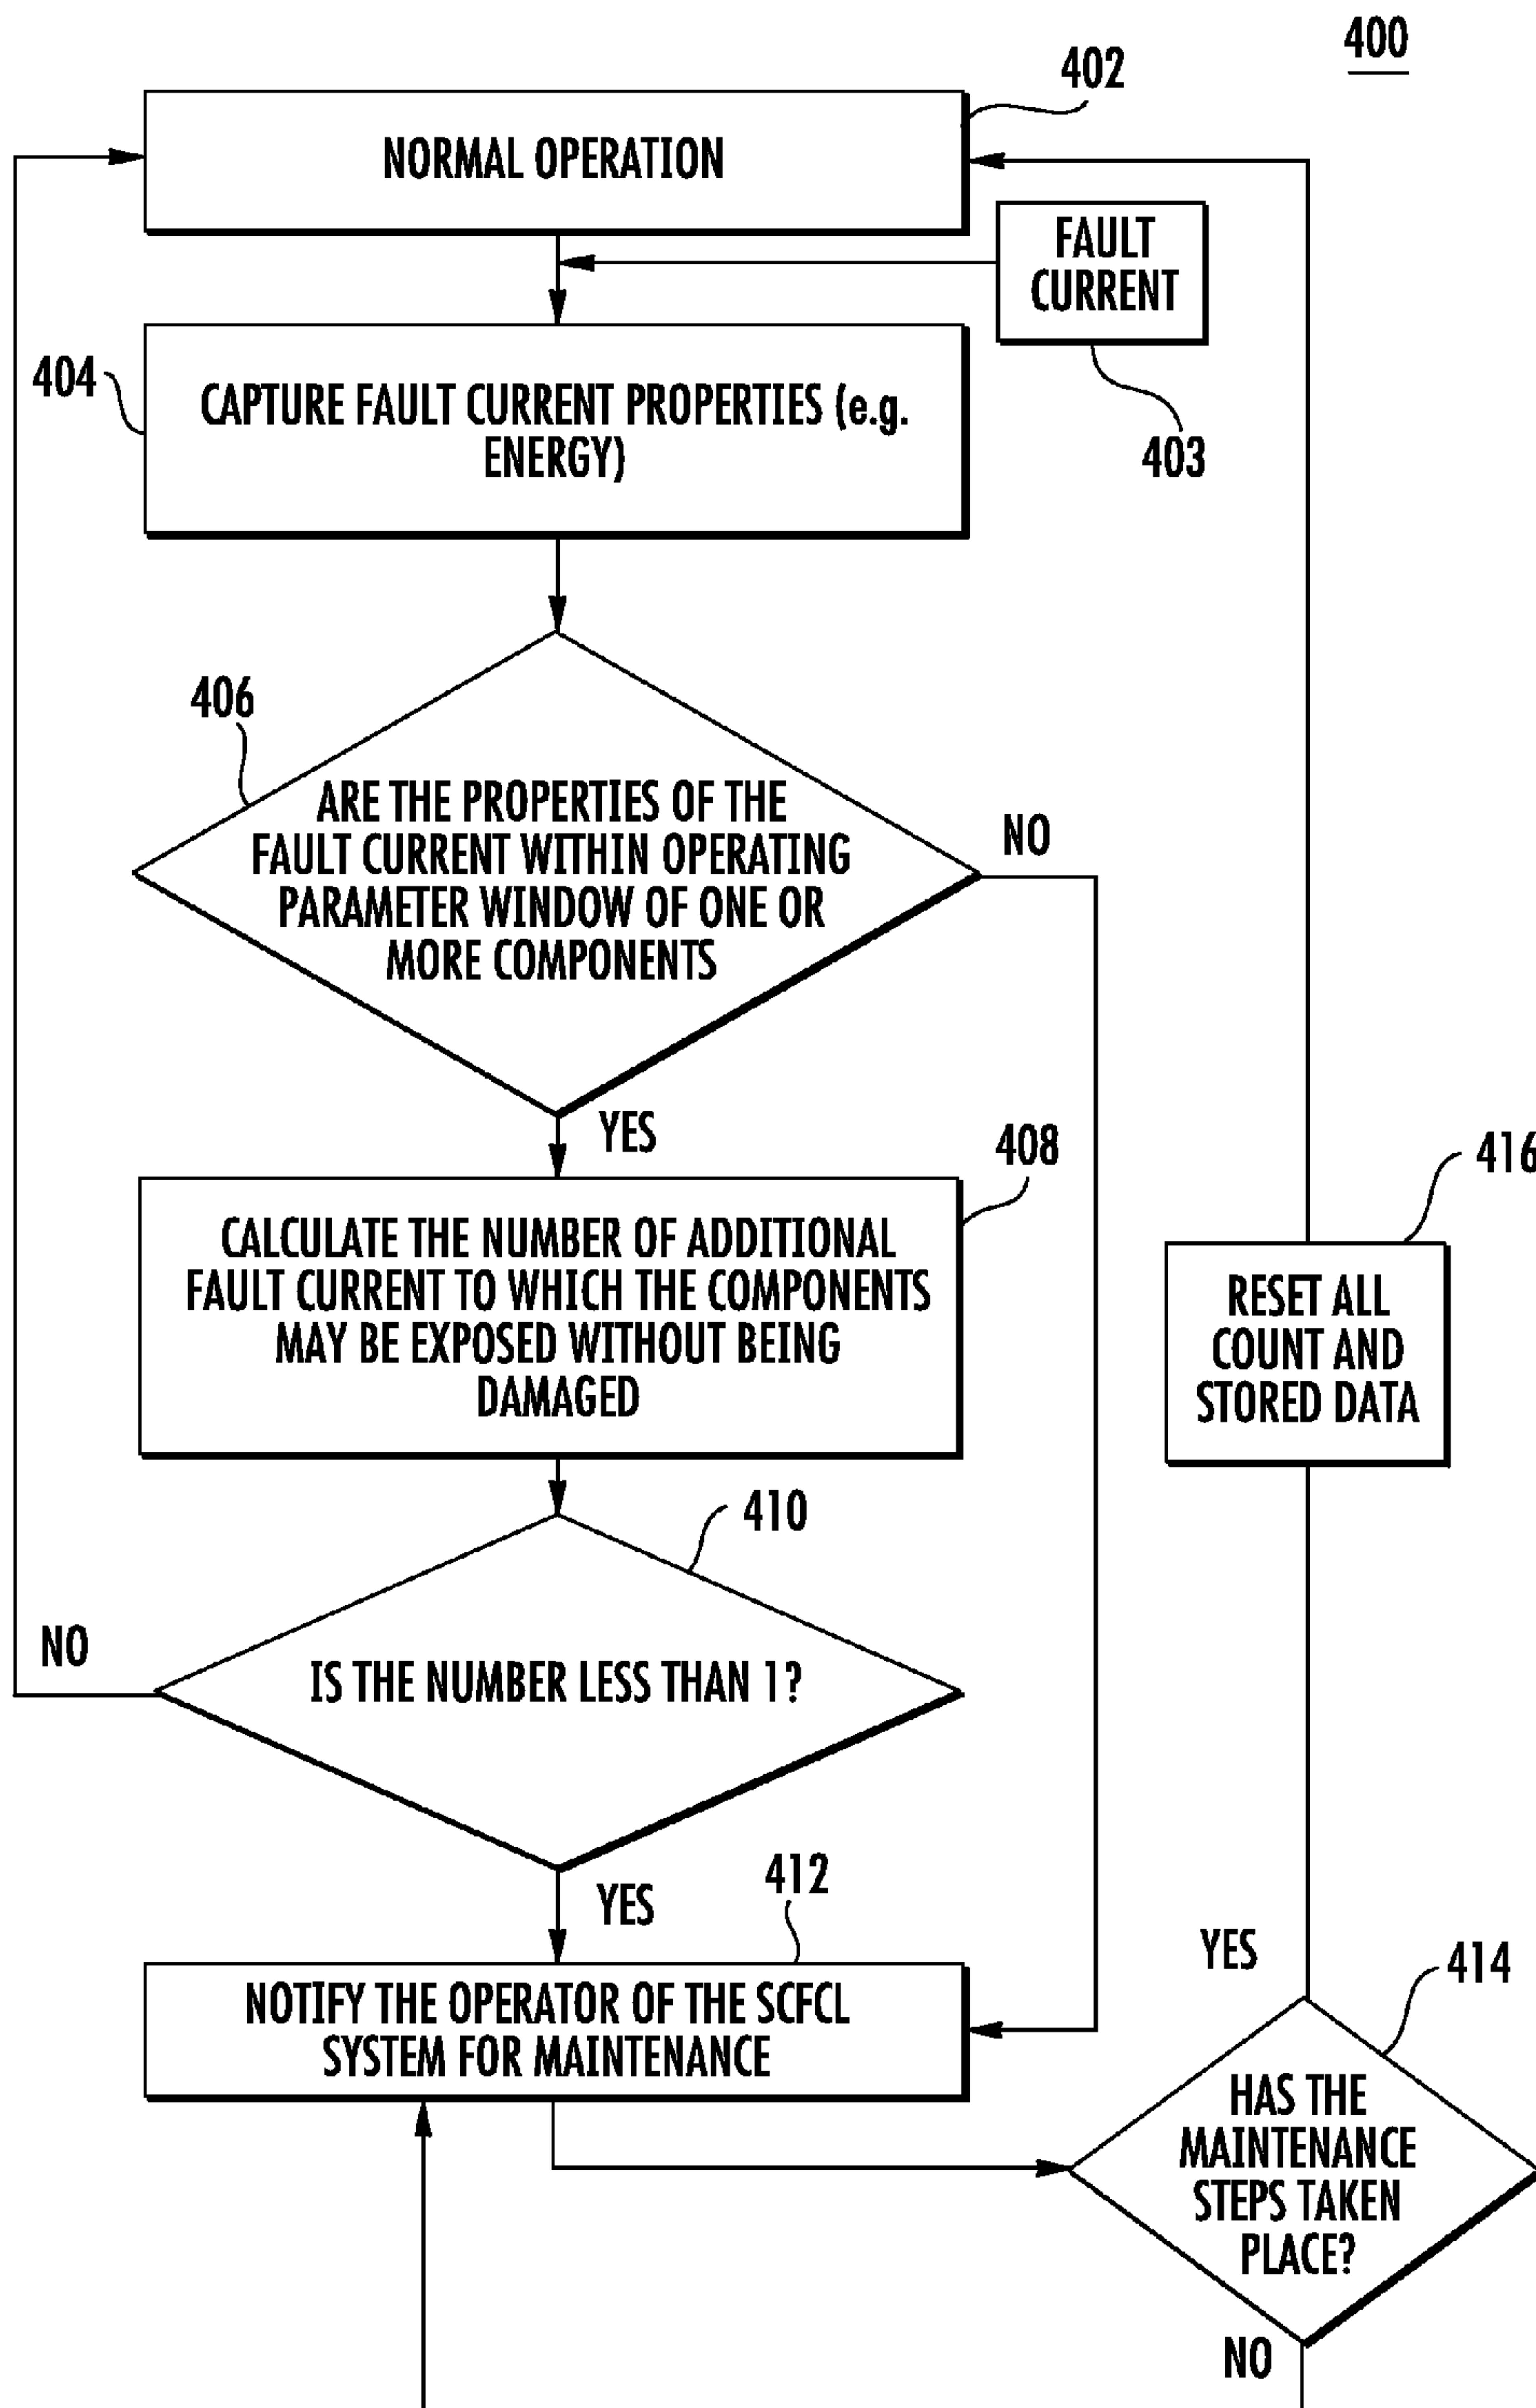 400
402
NORMAL OPERATION
FAULT
CURRENT
403
404
CAPTURE FAULT CURRENT PROPERTIES (e.g.
ENERGY)
406
ARE THE PROPERTIES OF THE
FAULT CURRENT WITHIN OPERATING
PARAMETER WINDOW OF ONE OR
MORE COMPONENTS
NO
YES
408
CALCULATE THE NUMBER OF ADDITIONAL
FAULT CURRENT TO WHICH THE COMPONENTS
MAY BE EXPOSED WITHOUT BEING
DAMAGED
416
RESET ALL
COUNT AND
STORED DATA
410
IS THE NUMBER LESS THAN 1?
NO
YES
412
NOTIFY THE OPERATOR OF THE SCFCL
SYSTEM FOR MAINTENANCE
YES
414
HAS THE
MAINTENANCE
STEPS TAKEN
PLACE?
NO